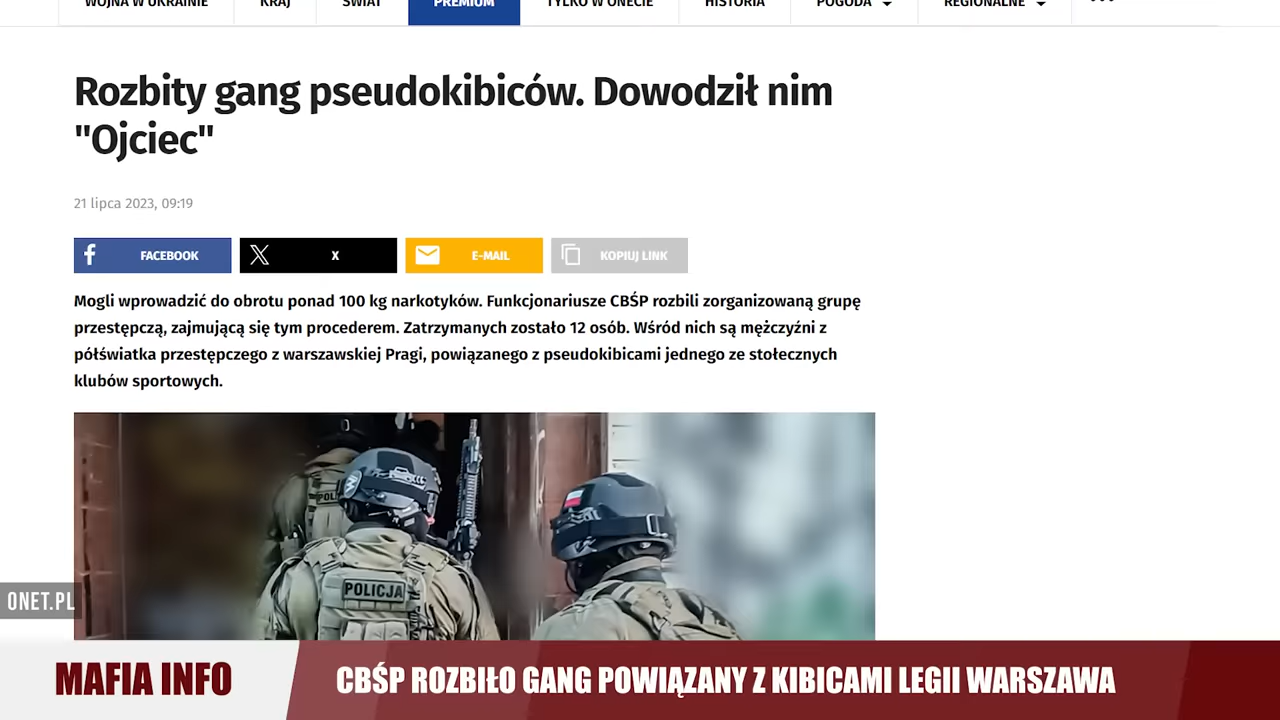 WOJNA W UKRAINIE KRAJ ŚWIAT PREMIUM TYLKO W ONECIE HISTORIA POGODA REGIONALNE
Rozbity gang pseudokibiców. Dowodził nim
"Ojciec"
21 lipca 2023, 09:19
FACEBOOK X E-MAIL KOPIUJ LINK
Mogli wprowadzić do obrotu ponad 100 kg narkotyków. Funkcjonariusze CBŚP rozbili zorganizowaną grupę
przestępczą, zajmującą się tym procederem. Zatrzymanych zostało 12 osób. Wśród nich są mężczyźni z
półświatka przestępczego z warszawskiej Pragi, powiązanego z pseudokibicami jednego ze stołecznych
klubów sportowych.
POLICJA
ONET.PL
MAFIA INFO
CBŚP ROZBIŁO GANG POWIĄZANY Z KIBICAMI LEGII WARSZAWA